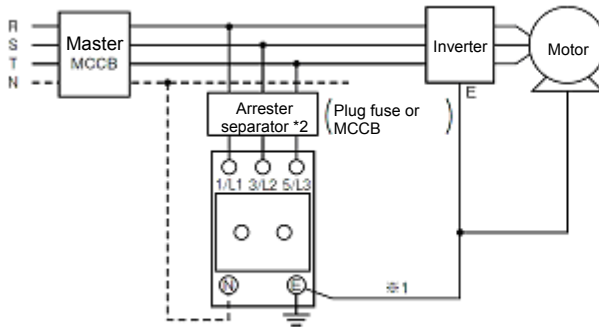 R
S
T
N
Master
MCCB
Inverter
Motor
E
Arrester
separator *2
(Plug fuse or
MCCB)
1/L1 3/L2 5/L3
N
E
※1